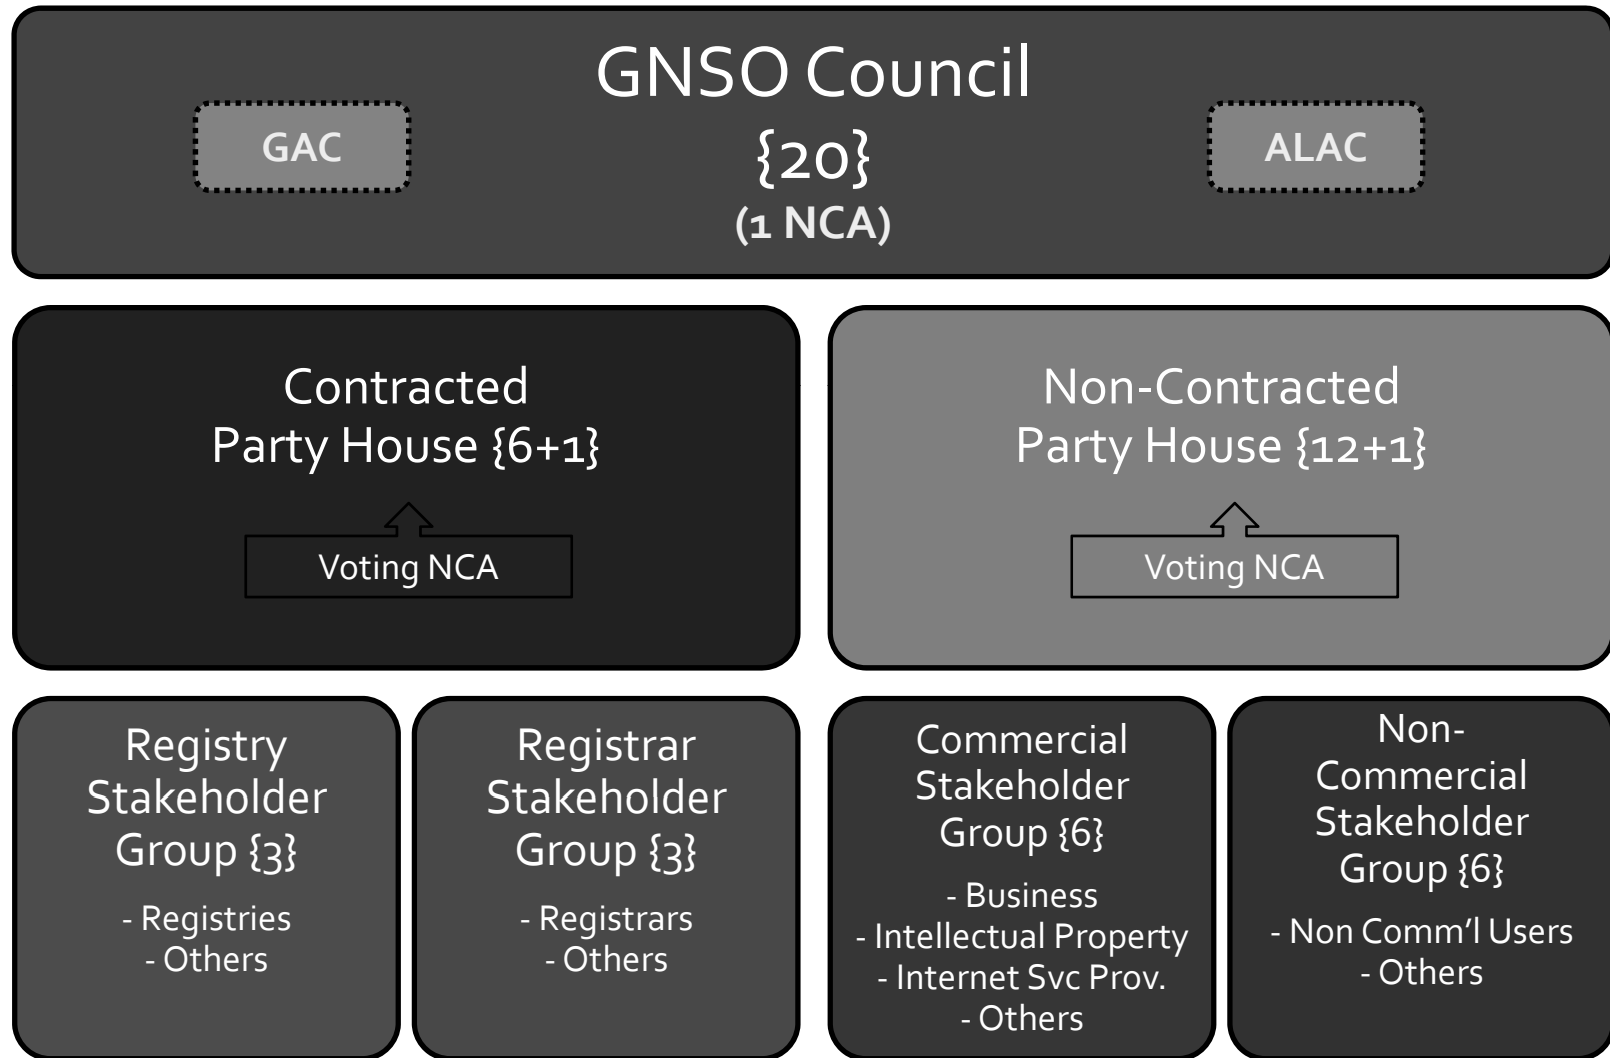 GNSO Council
{20}
(1 NCA)
GAC
ALAC
Contracted
Party House {6+1}
Voting NCA
Non-Contracted
Party House {12+1}
Voting NCA
Registry
Stakeholder
Group {3}
- Registries
- Others
Registrar
Stakeholder
Group {3}
- Registrars
- Others
Commercial
Stakeholder
Group {6}
- Business
- Intellectual Property
- Internet Svc Prov.
- Others
Non-
Commercial
Stakeholder
Group {6}
- Non Comm’l Users
- Others